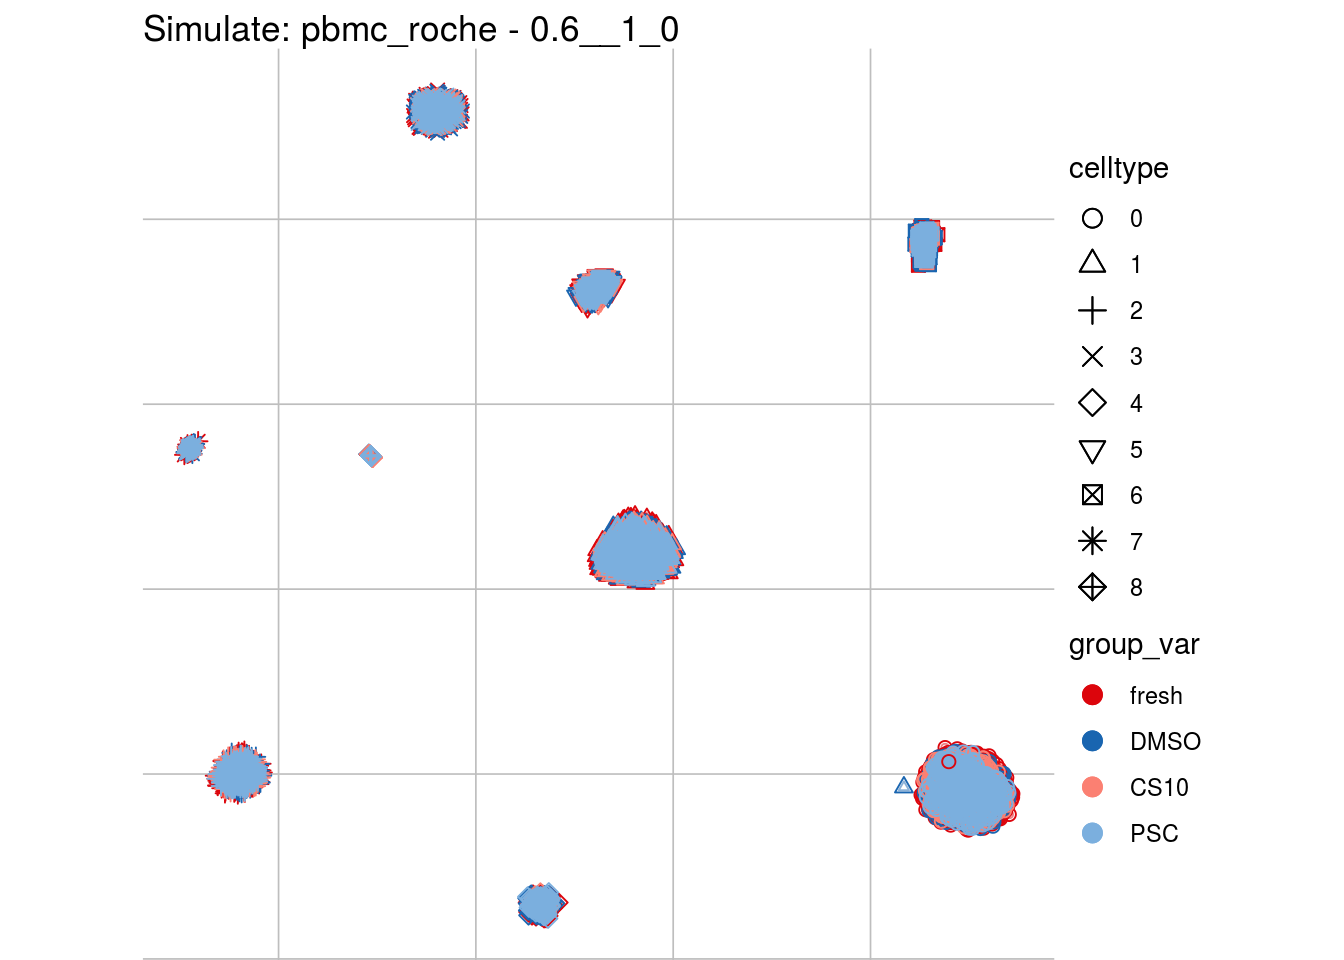 Simulate: pbmc_roche - 0.6__1_0
celltype
0
1
2
3
4
5
6
7
8
group_var
fresh
DMSO
CS10
PSC